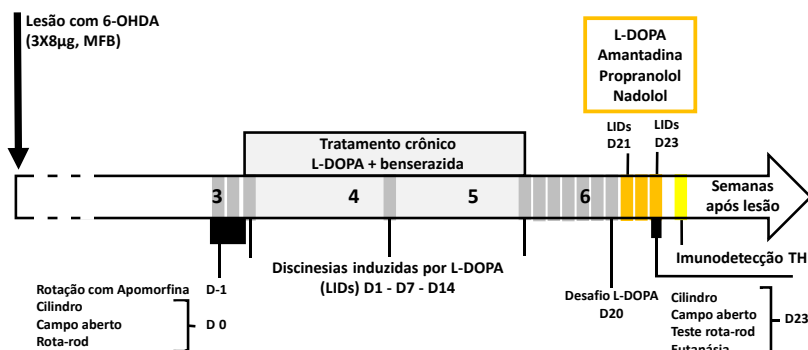 Lesão com 6-OHDA
(3X8µg, MFB)
L-DOPA
Amantadina
Propranolol
Nadolol
LIDs
D21
LIDs
D23
Tratamento crônico
L-DOPA + benserazida
3
4
5
6
Semanas
após lesão
Rotação com Apomorfina D-1
Cilindro
Campo aberto
Rota-rod
D 0
Discinesias induzidas por L-DOPA
(LIDs) D1 - D7 - D14
Desafio L-DOPA
D20
Imunodetecção TH
Cilindro
Campo aberto
Teste rota-rod
Eutanásia
D23